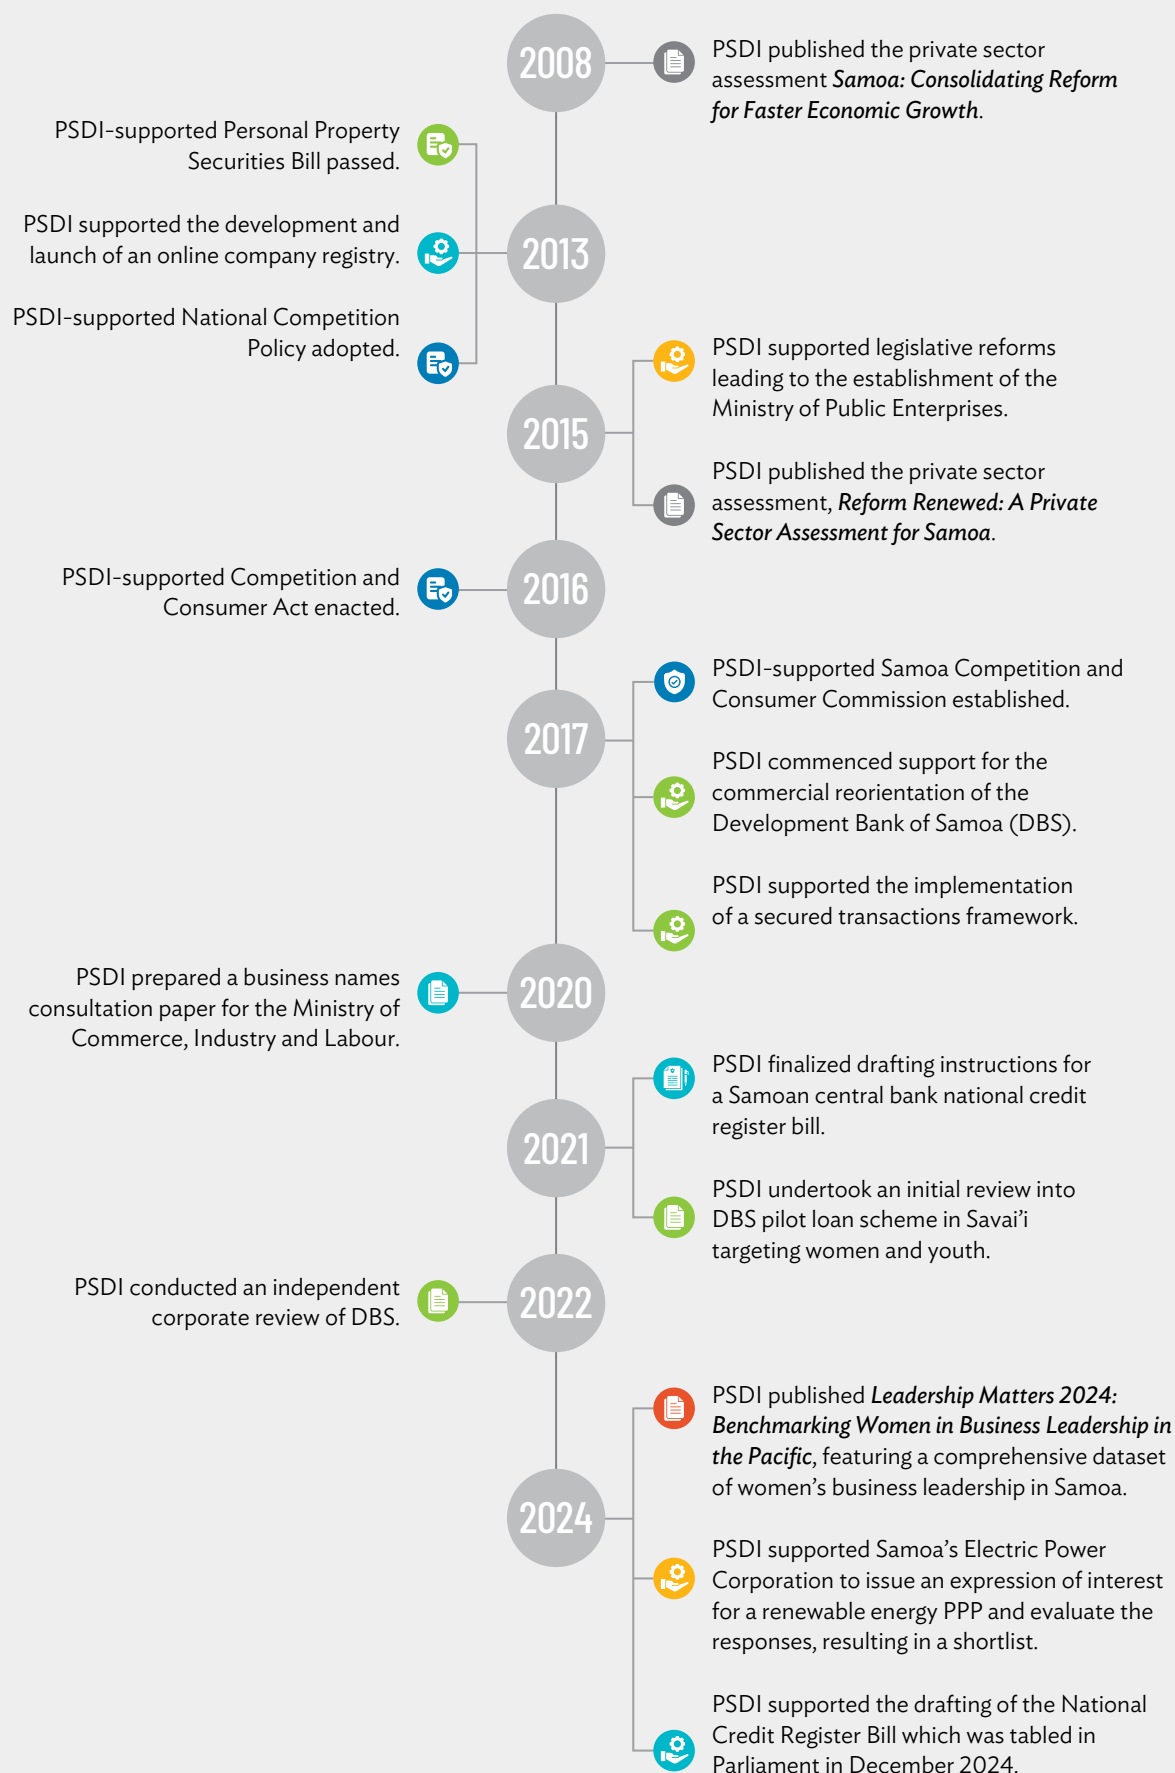 2008
PSDI published the private sector
assessment Samoa: Consolidating Reform
for Faster Economic Growth.
PSDI-supported Personal Property
Securities Bill passed.
PSDI supported the development and
launch of an online company registry.
2013
PSDI-supported National Competition
Policy adopted.
PSDI supported legislative reforms
leading to the establishment of the
Ministry of Public Enterprises.
2015
PSDI published the private sector
assessment, Reform Renewed: A Private
Sector Assessment for Samoa.
PSDI-supported Competition and
Consumer Act enacted.
2016
PSDI-supported Samoa Competition and
Consumer Commission established.
2017
PSDI commenced support for the
commercial reorientation of the
Development Bank of Samoa (DBS).
PSDI supported the implementation
of a secured transactions framework.
PSDI prepared a business names
consultation paper for the Ministry of
Commerce, Industry and Labour.
2020
PSDI finalized drafting instructions for
a Samoan central bank national credit
register bill.
2021
PSDI undertook an initial review into
DBS pilot loan scheme in Savai’i
targeting women and youth.
PSDI conducted an independent
corporate review of DBS.
2022
PSDI published Leadership Matters 2024:
Benchmarking Women in Business Leadership in
the Pacific, featuring a comprehensive dataset
of women’s business leadership in Samoa.
2024
PSDI supported Samoa’s Electric Power
Corporation to issue an expression of interest
for a renewable energy PPP and evaluate the
responses, resulting in a shortlist.
PSDI supported the drafting of the National
Credit Register Bill which was tabled in
Parliament in December 2024.